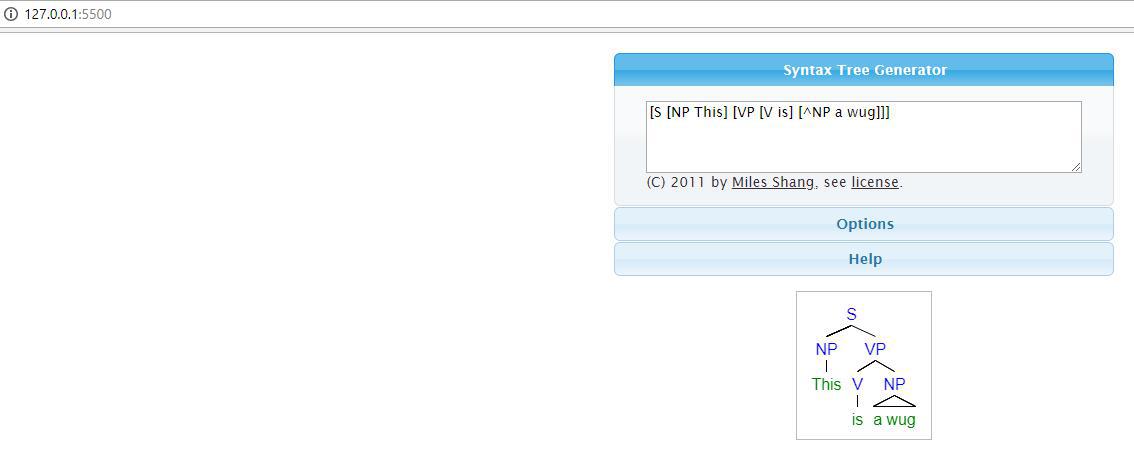 127.0.0.1:5500
Syntax Tree Generator
[S [NP This] [VP [V is] [^NP a wug]]]
(C) 2011 by Miles Shang, see license.
Options
Help
S
NP VP
This V NP
is a wug